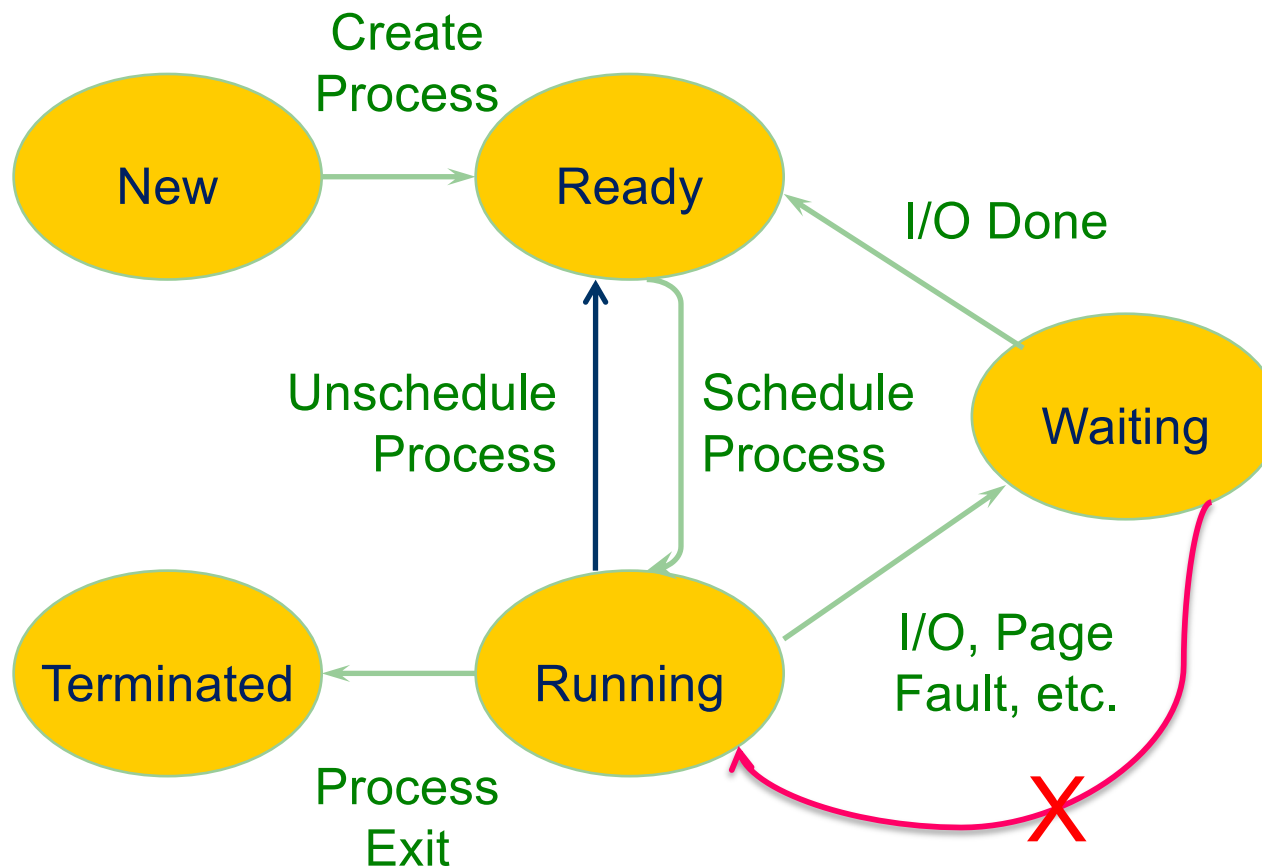 Create
Process
New
Ready
I/O Done
Unschedule
Process
Schedule
Process
Waiting
I/O, Page
Fault, etc.
Terminated
Running
Process
Exit
X